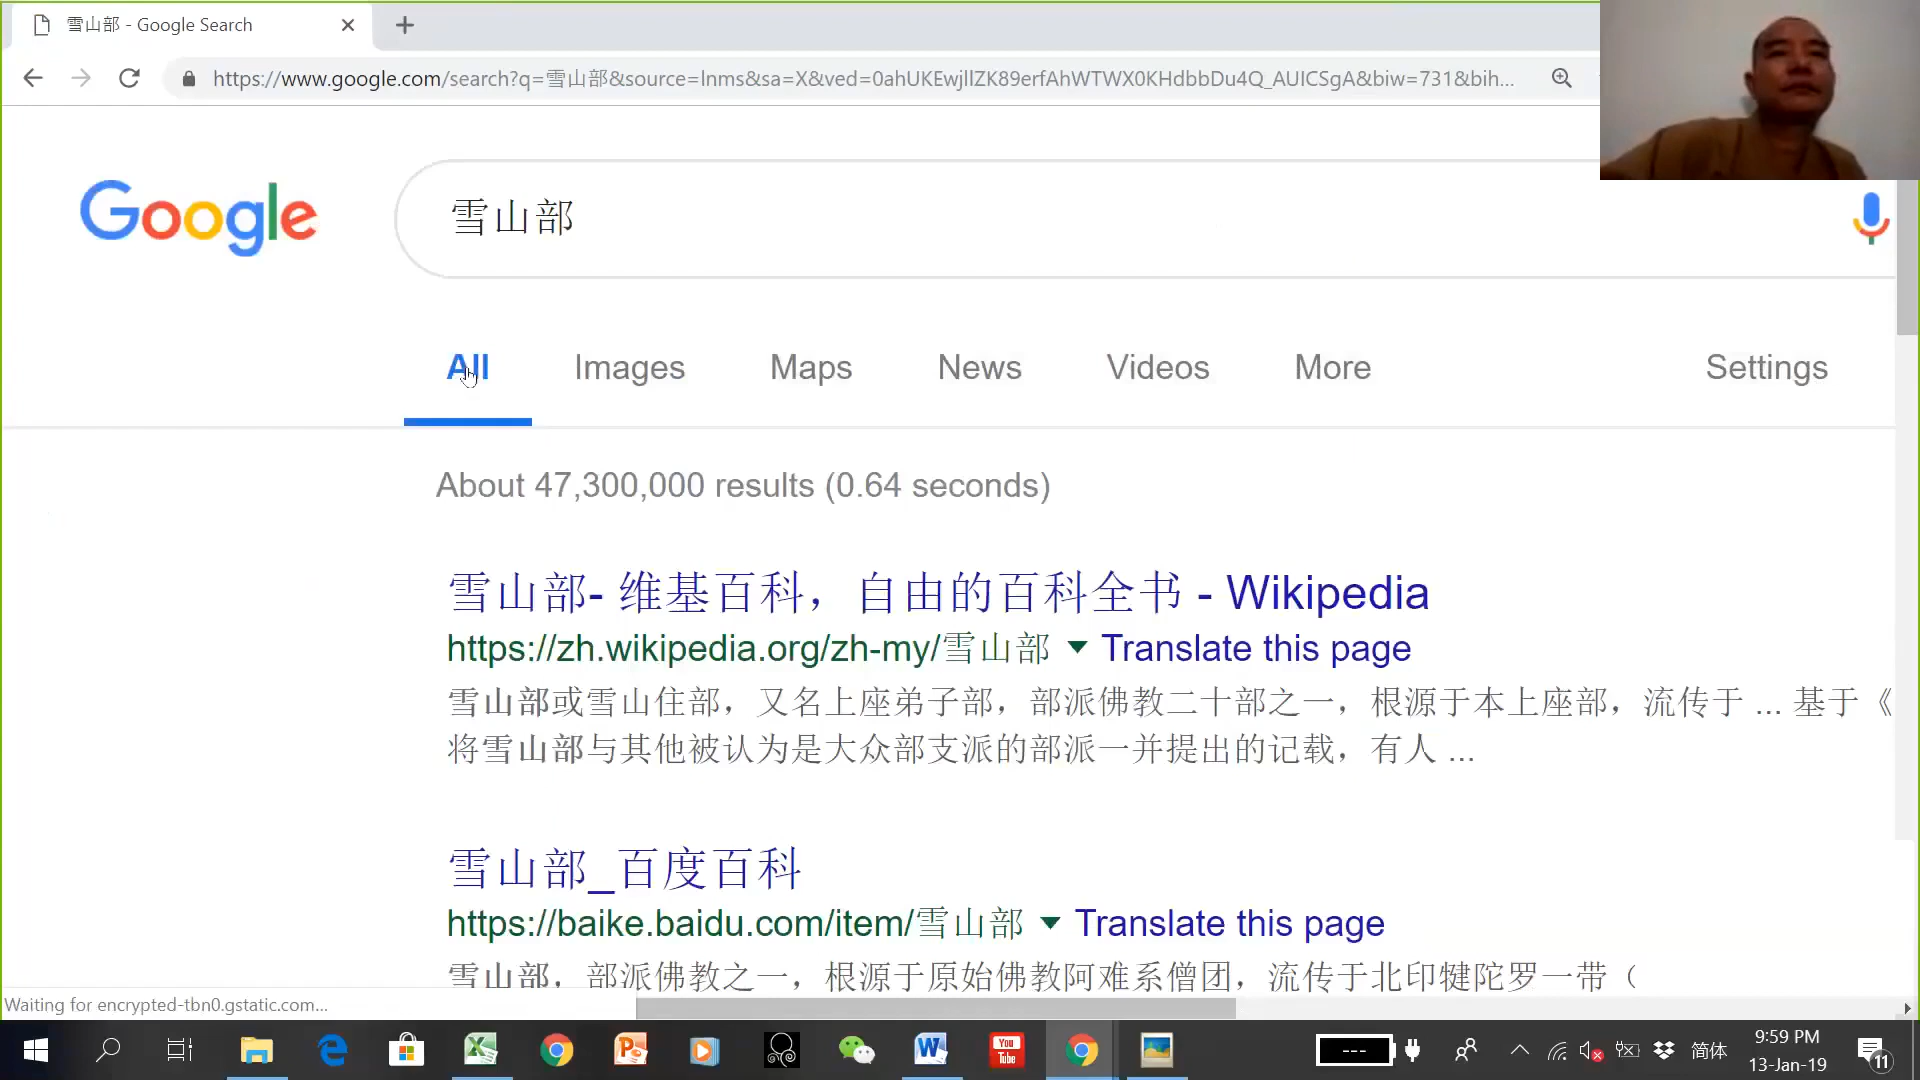 雪山部 - Google Search
https://www.google.com/search?q=雪山部&source=lnms&sa=X&ved=0ahUKEwjllZK89erfAhWTWX0KHdbbDu4Q_AUICSgA&biw=731&bih...
Google
雪山部
All Images Maps News Videos More Settings
About 47,300,000 results (0.64 seconds)
雪山部- 维基百科，自由的百科全书 - Wikipedia
https://zh.wikipedia.org/zh-my/雪山部 Translate this page
雪山部或雪山住部，又名上座弟子部，部派佛教二十部之一，根源于本上座部，流传于 ... 基于《
将雪山部与其他被认为是大众部支派的部派一并提出的记载，有人 ...
雪山部_百度百科
https://baike.baidu.com/item/雪山部 Translate this page
雪山部，部派佛教之一，根源于原始佛教阿难系僧团，流传于北印犍陀罗一带（
Waiting for encrypted-tbn0.gstatic.com...
You
Tube
---
简体
9:59 PM
13-Jan-19
11